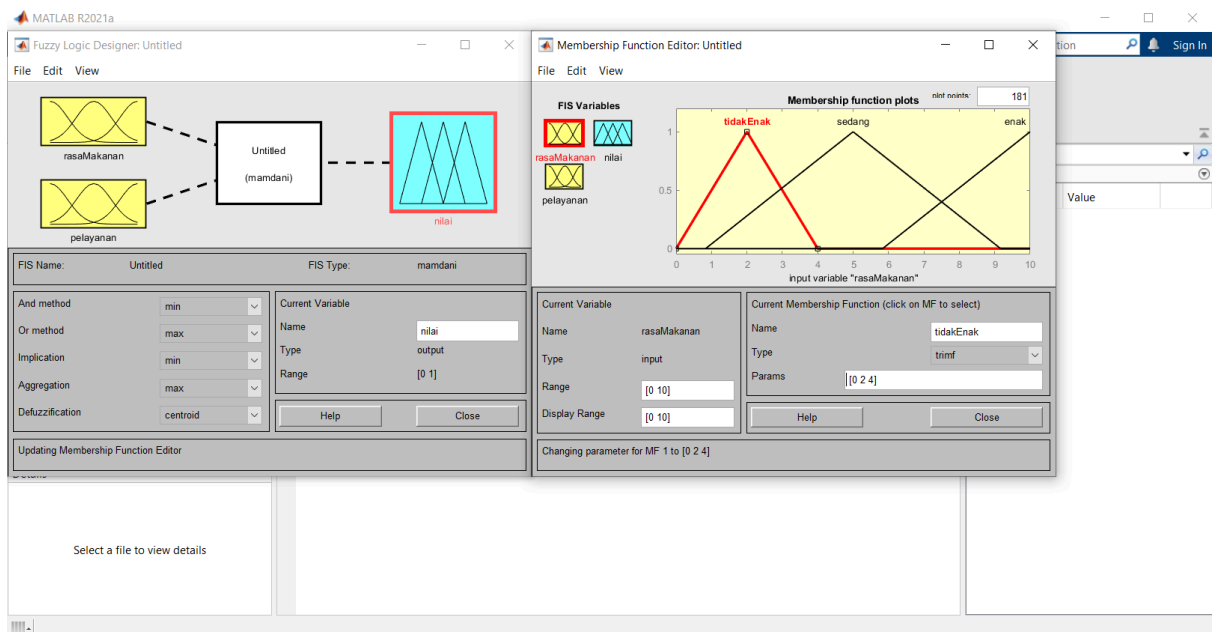 MATLAB R2021a
Fuzzy Logic Designer: Untitled
File Edit View
rasaMakanan
pelayanan
Untitled
(mamdani)
nilai
FIS Name: Untitled FIS Type: mamdani
And method min
Or method max
Implication min
Aggregation max
Defuzzification centroid
Current Variable
Name nilai
Type output
Range [0 1]
Help Close
Updating Membership Function Editor
Membership Function Editor: Untitled
File Edit View
FIS Variables
rasaMakanan nilai
pelayanan
Membership function plots plot points: 181
tidakEnak sedang enak
1
0.5
0
0 1 2 3 4 5 6 7 8 9 10
input variable "rasaMakanan"
Current Variable
Name rasaMakanan
Type input
Range [0 10]
Display Range [0 10]
Current Membership Function (click on MF to select)
Name tidakEnak
Type trimf
Params [0 2 4]
Help Close
Changing parameter for MF 1 to [0 2 4]
Sign In
Value
Select a file to view details